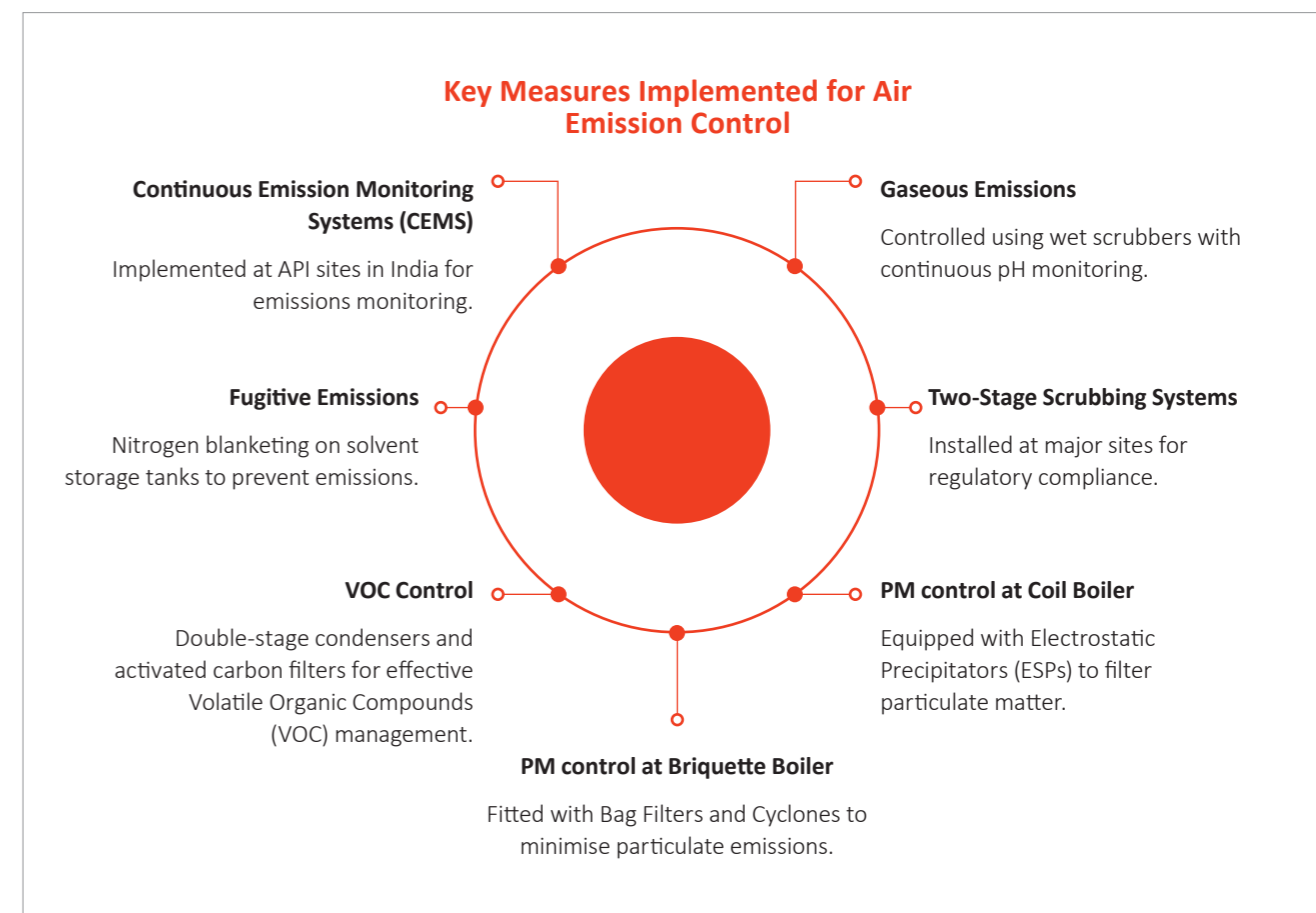 Key Measures Implemented for Air
Emission Control
Continuous Emission Monitoring
Systems (CEMS)
Implemented at API sites in India for
emissions monitoring.
Gaseous Emissions
Controlled using wet scrubbers with
continuous pH monitoring.
Fugitive Emissions
Nitrogen blanketing on solvent
storage tanks to prevent emissions.
Two-Stage Scrubbing Systems
Installed at major sites for
regulatory compliance.
VOC Control
Double-stage condensers and
activated carbon filters for effective
Volatile Organic Compounds
(VOC) management.
PM control at Coil Boiler
Equipped with Electrostatic
Precipitators (ESPs) to filter
particulate matter.
PM control at Briquette Boiler
Fitted with Bag Filters and Cyclones to
minimise particulate emissions.